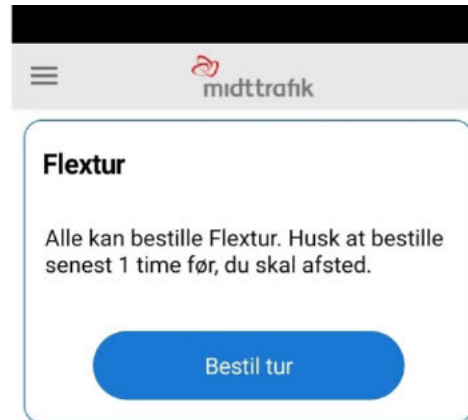 midttrafik
Flextur
Alle kan bestille Flextur. Husk at bestille
senest 1 time før, du skal afsted.
Bestil tur